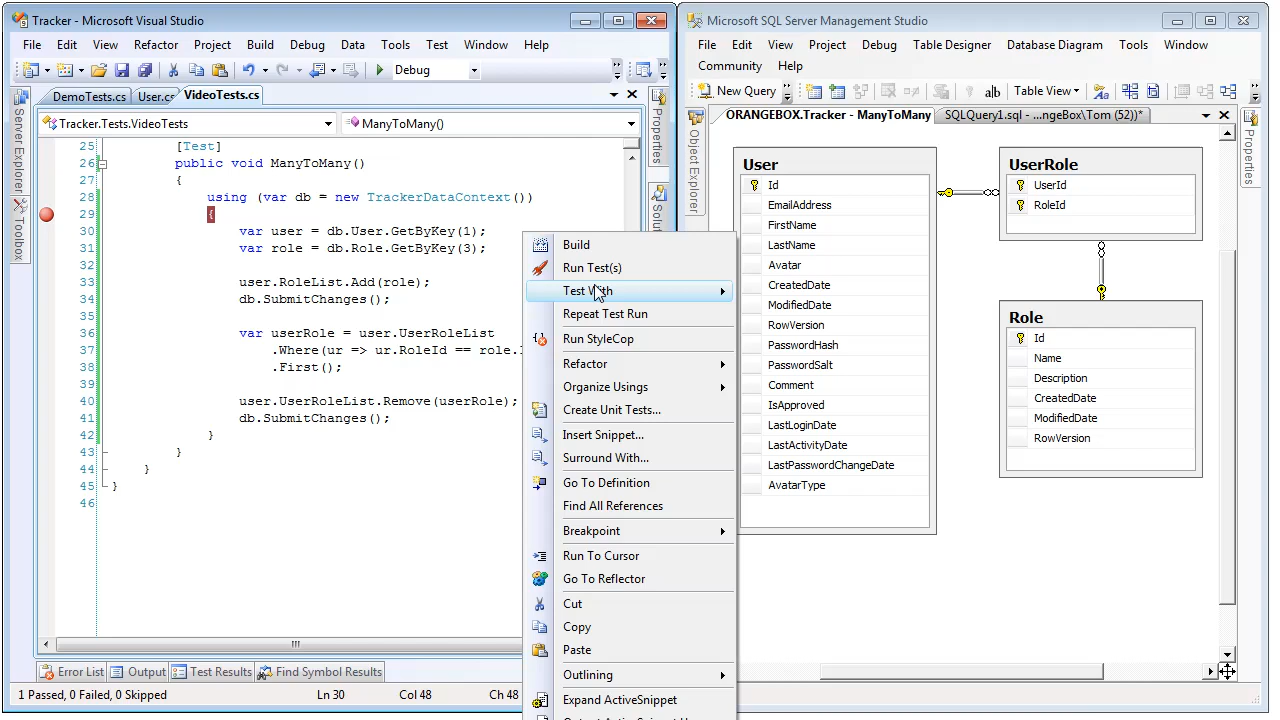 Tracker - Microsoft Visual Studio
File Edit View Refactor Project Build Debug Data Tools Test Window Help
Debug
DemoTests.cs User.cs VideoTests.cs
Tracker.Tests.VideoTests ManyToMany()
Server Explorer
Toolbox
Properties
25 [Test]
26 public void ManyToMany()
27 {
28 using (var db = new TrackerDataContext())
29 {
30 var user = db.User.GetByKey(1);
31 var role = db.Role.GetByKey(3);
32
33 user.RoleList.Add(role);
34 db.SubmitChanges();
35
36 var userRole = user.UserRoleList
37 .Where(ur => ur.RoleId == role.
38 .First();
39
40 user.UserRoleList.Remove(userRole);
41 db.SubmitChanges();
42 }
43 }
44 }
45 }
46
Build
Run Test(s)
Test With
Repeat Test Run
Run StyleCop
Refactor
Organize Usings
Create Unit Tests...
Insert Snippet...
Surround With...
Go To Definition
Find All References
Breakpoint
Run To Cursor
Go To Reflector
Cut
Copy
Paste
Outlining
Expand ActiveSnippet
Error List Output Test Results Find Symbol Results
1 Passed, 0 Failed, 0 Skipped Ln 30 Col 48 Ch 48
Microsoft SQL Server Management Studio
File Edit View Project Debug Table Designer Database Diagram Tools Window
Community Help
New Query ab| Table View
ORANGEBOX.Tracker - ManyToMany SQLQuery1.sql - ...ngeBox\Tom (52))*
Object Explorer
Properties
User
Id
EmailAddress
FirstName
LastName
Avatar
CreatedDate
ModifiedDate
RowVersion
PasswordHash
PasswordSalt
Comment
IsApproved
LastLoginDate
LastActivityDate
LastPasswordChangeDate
AvatarType
UserRole
UserId
RoleId
Role
Id
Name
Description
CreatedDate
ModifiedDate
RowVersion